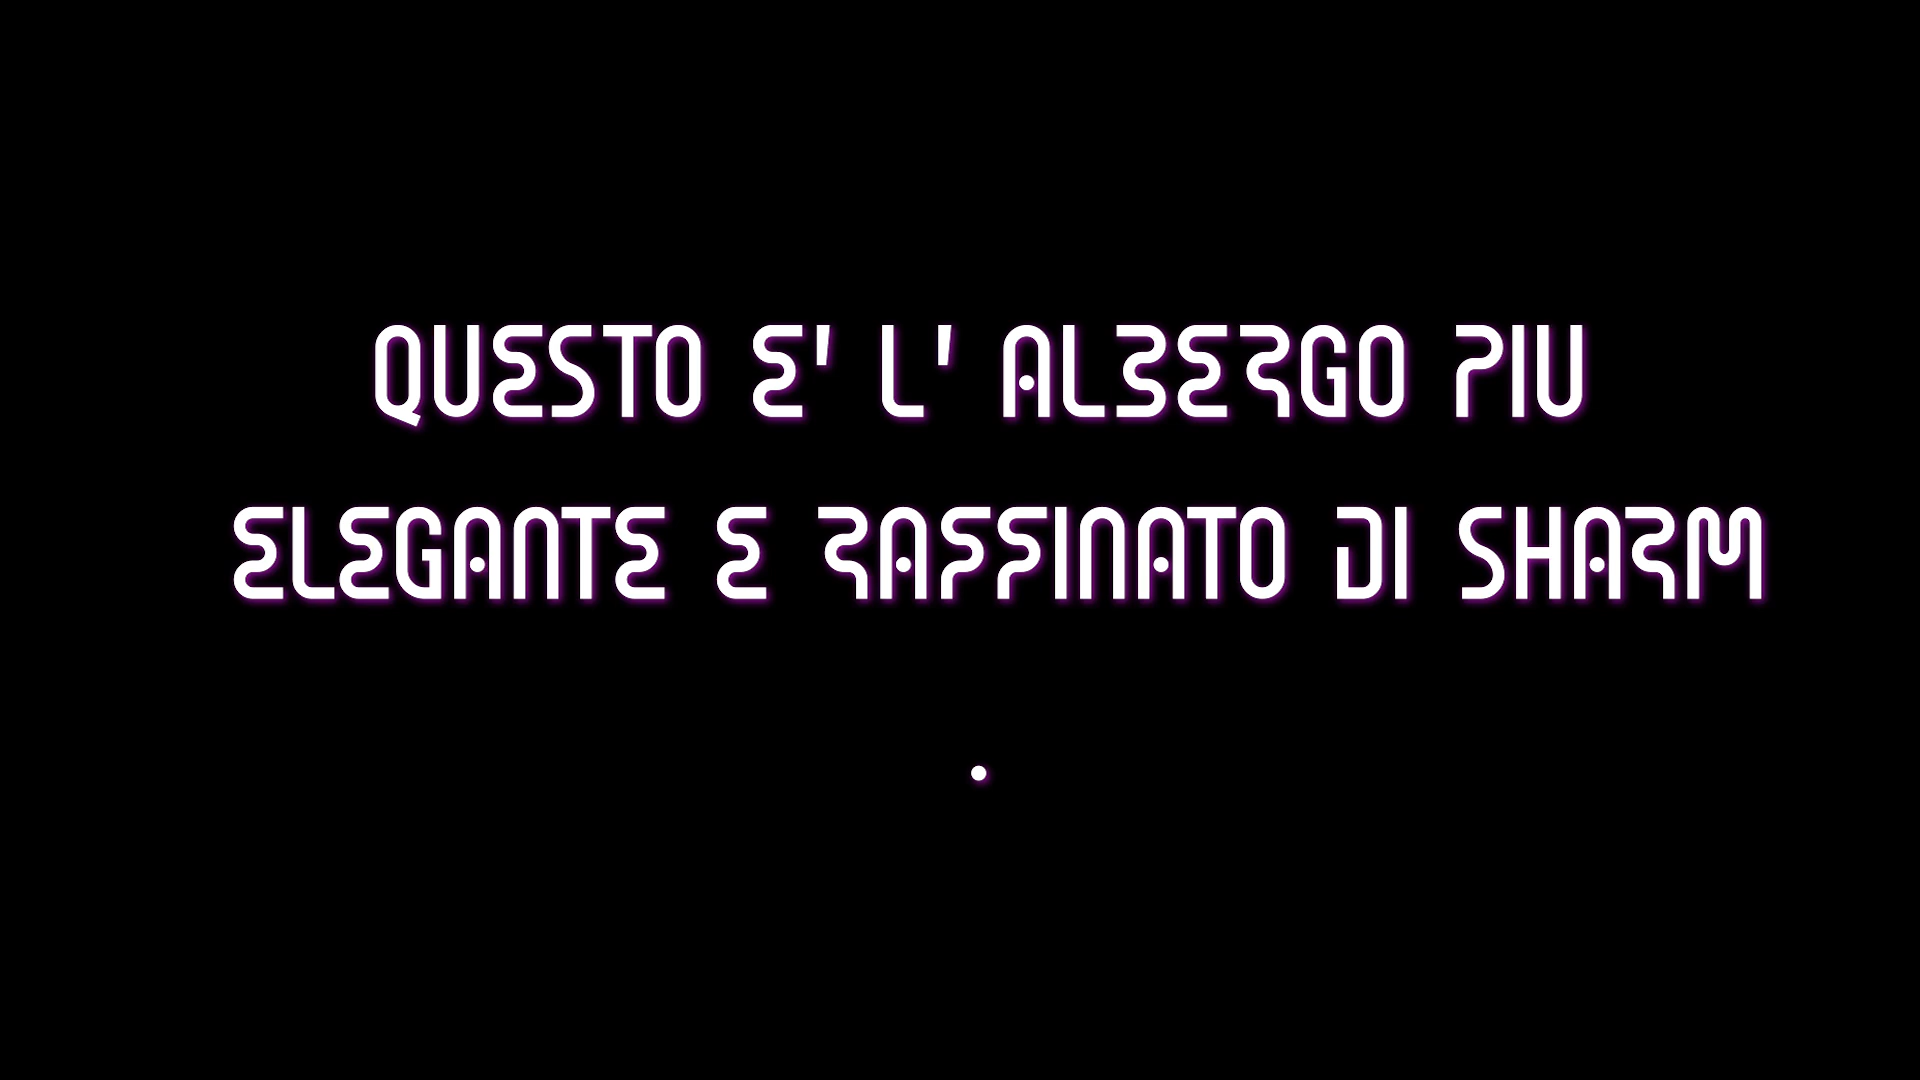 QUESTO E' L' ALBERGO PIU
ELEGANTE E RAFFINATO DI SHARM
.